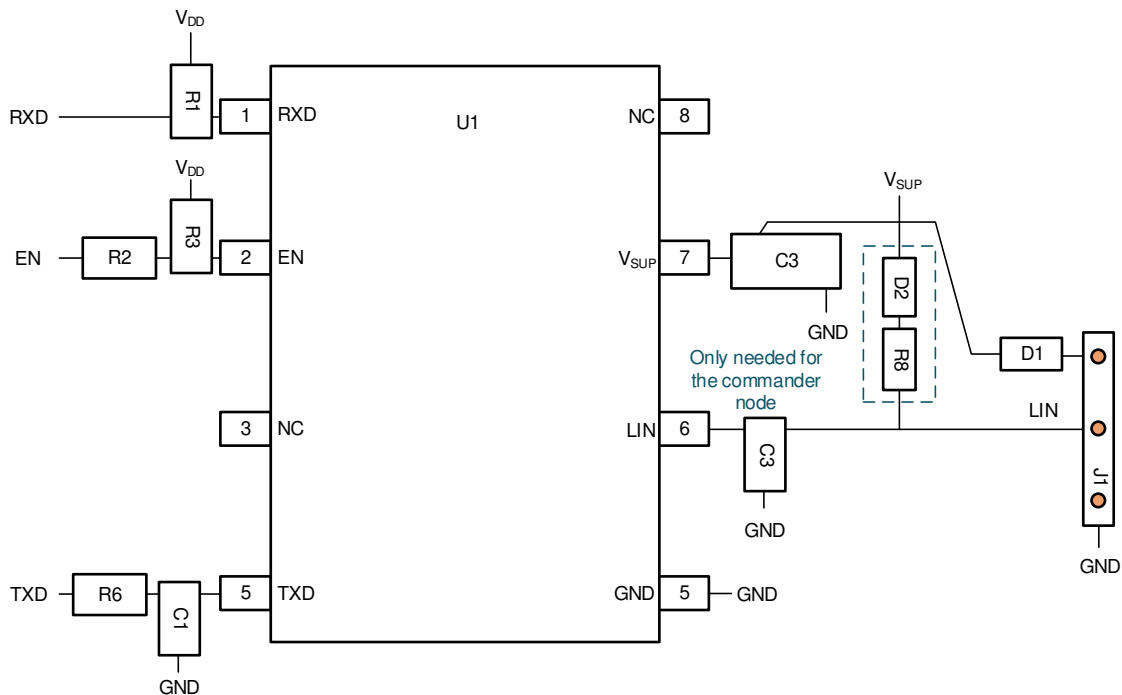 VDD
R1
RXD
1
RXD
U1
NC
8
VDD
R3
EN
R2
2
EN
VSUP
7
C3
GND
VSUP
D2
R8
D1
Only needed for
the commander
node
3
NC
LIN
6
C3
GND
LIN
J1
GND
TXD
R6
C1
GND
5
TXD
GND
5
GND